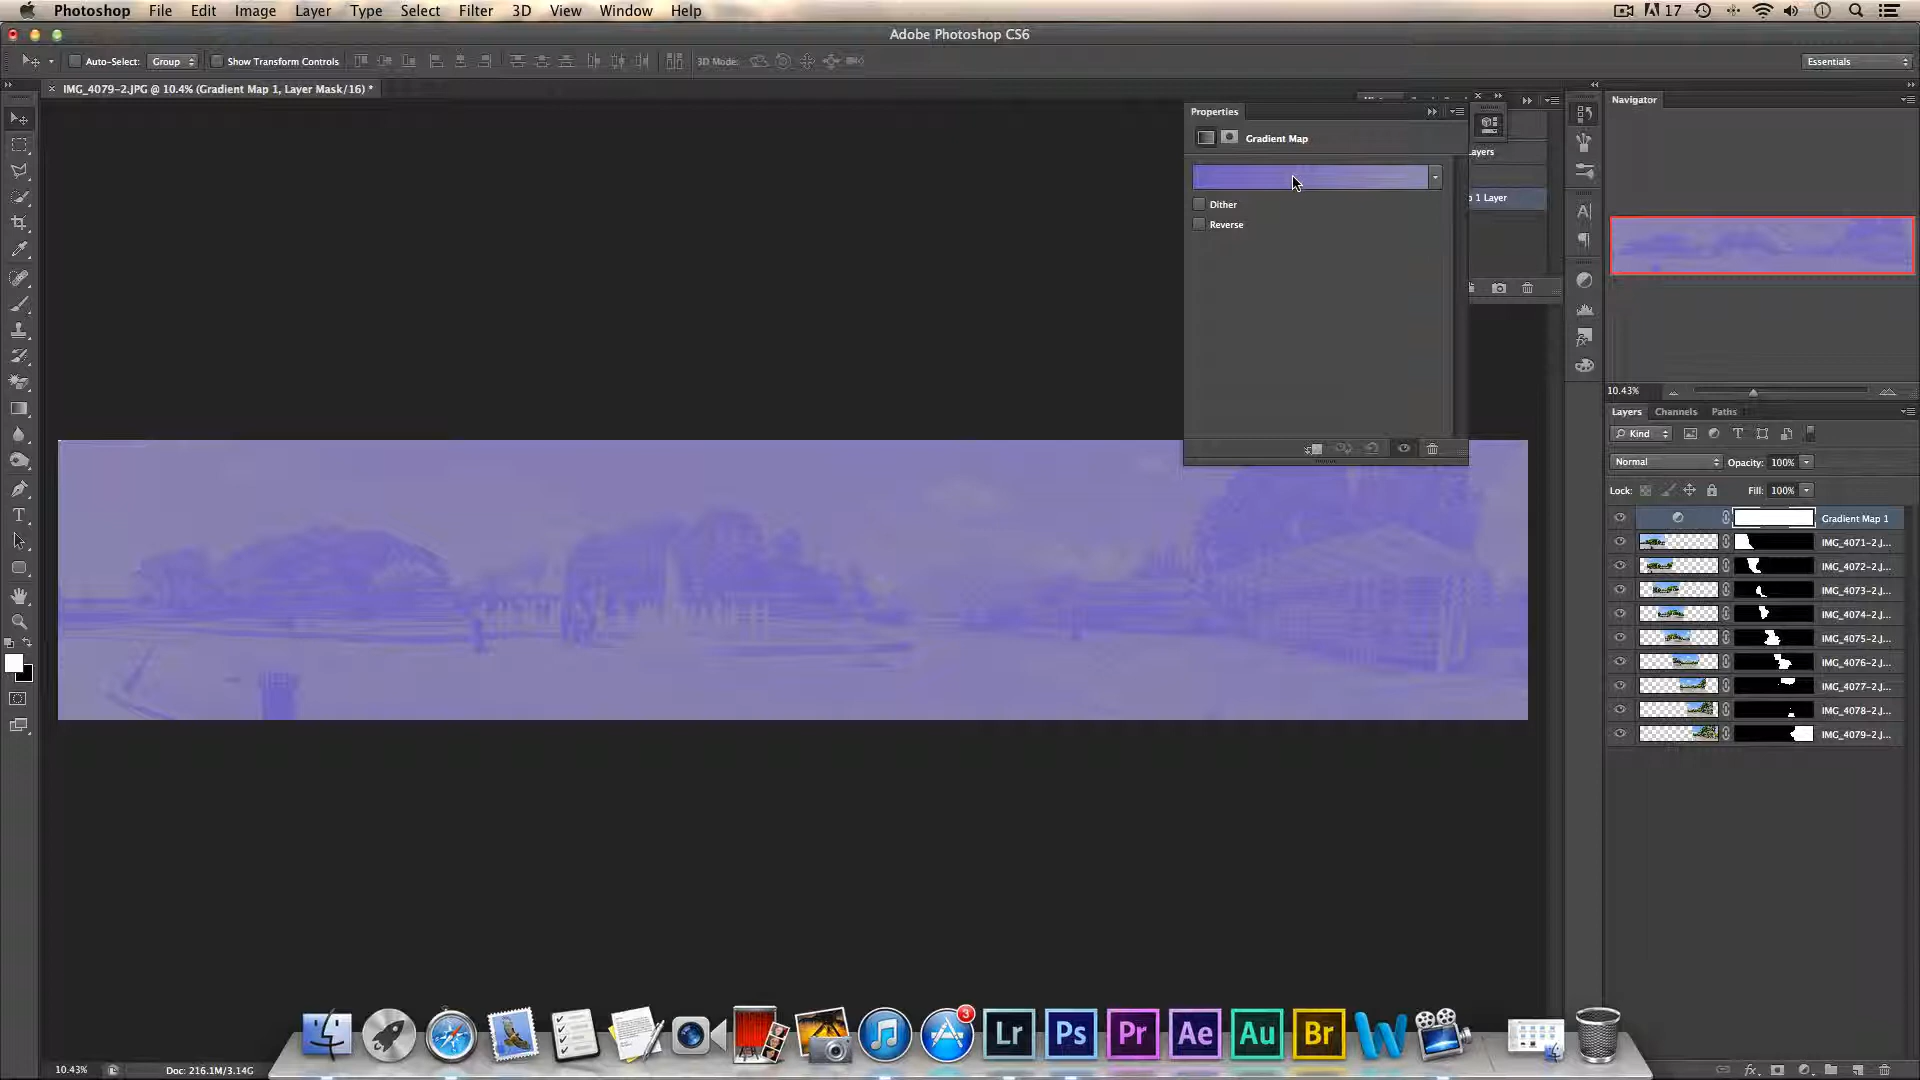 Photoshop File Edit Image Layer Type Select Filter 3D View Window Help 17
Adobe Photoshop CS6
Auto-Select: Group Show Transform Controls 3D Mode: Essentials
IMG_4079-2.JPG @ 10.4% (Gradient Map 1, Layer Mask/16) *
Navigator
Properties
Gradient Map
ayers
Dither
Reverse
1 Layer
10.43%
Layers Channels Paths
Kind
Normal Opacity: 100%
Lock: Fill: 100%
Gradient Map 1
IMG_4071-2.J...
IMG_4072-2.J...
IMG_4073-2.J...
IMG_4074-2.J...
IMG_4075-2.J...
IMG_4076-2.J...
IMG_4077-2.J...
IMG_4078-2.J...
IMG_4079-2.J...
3
Lr Ps Pr Ae Au Br
10.43% Doc: 216.1M/3.14G